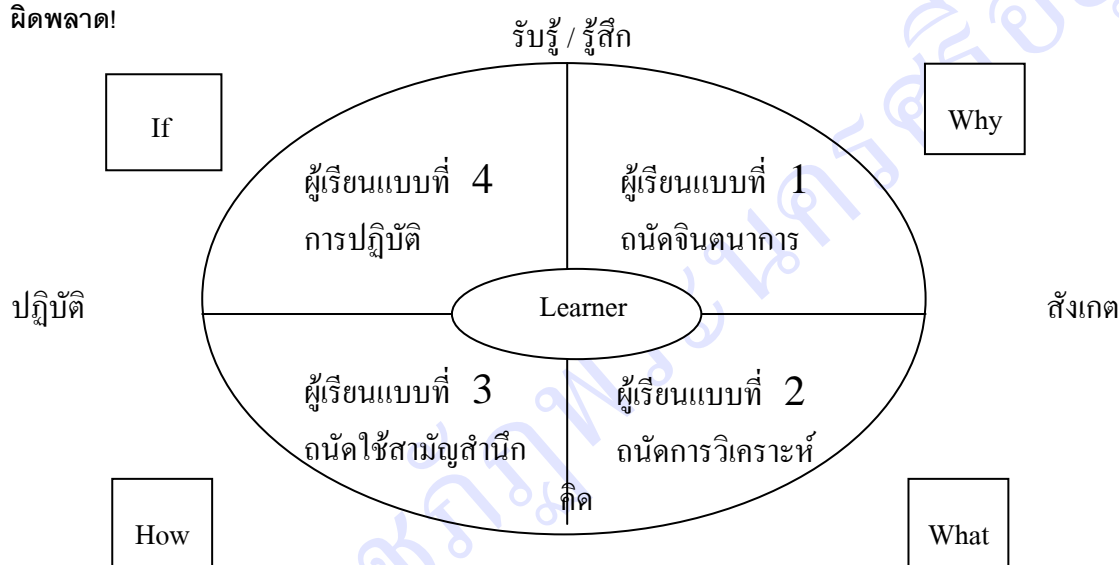 ผิดพลาด!
รับรู้ / รู้สึก
If
Why
ผู้เรียนแบบที่ 4
การปฏิบัติ
ผู้เรียนแบบที่ 1
ถนัดจินตนาการ
ปฏิบัติ
Learner
สังเกต
ผู้เรียนแบบที่ 3
ถนัดใช้สามัญสำนึก
ผู้เรียนแบบที่ 2
ถนัดการวิเคราะห์
คิด
How
What